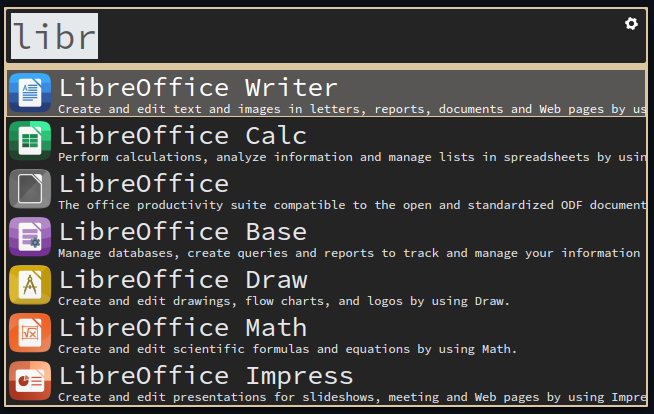 libr
LibreOffice Writer
Create and edit text and images in letters, reports, documents and Web pages by us
LibreOffice Calc
Perform calculations, analyze information and manage lists in spreadsheets by usin
LibreOffice
The office productivity suite compatible to the open and standardized ODF document
LibreOffice Base
Manage databases, create queries and reports to track and manage your information
LibreOffice Draw
Create and edit drawings, flow charts, and logos by using Draw.
LibreOffice Math
Create and edit scientific formulas and equations by using Math.
LibreOffice Impress
Create and edit presentations for slideshows, meeting and Web pages by using Impre